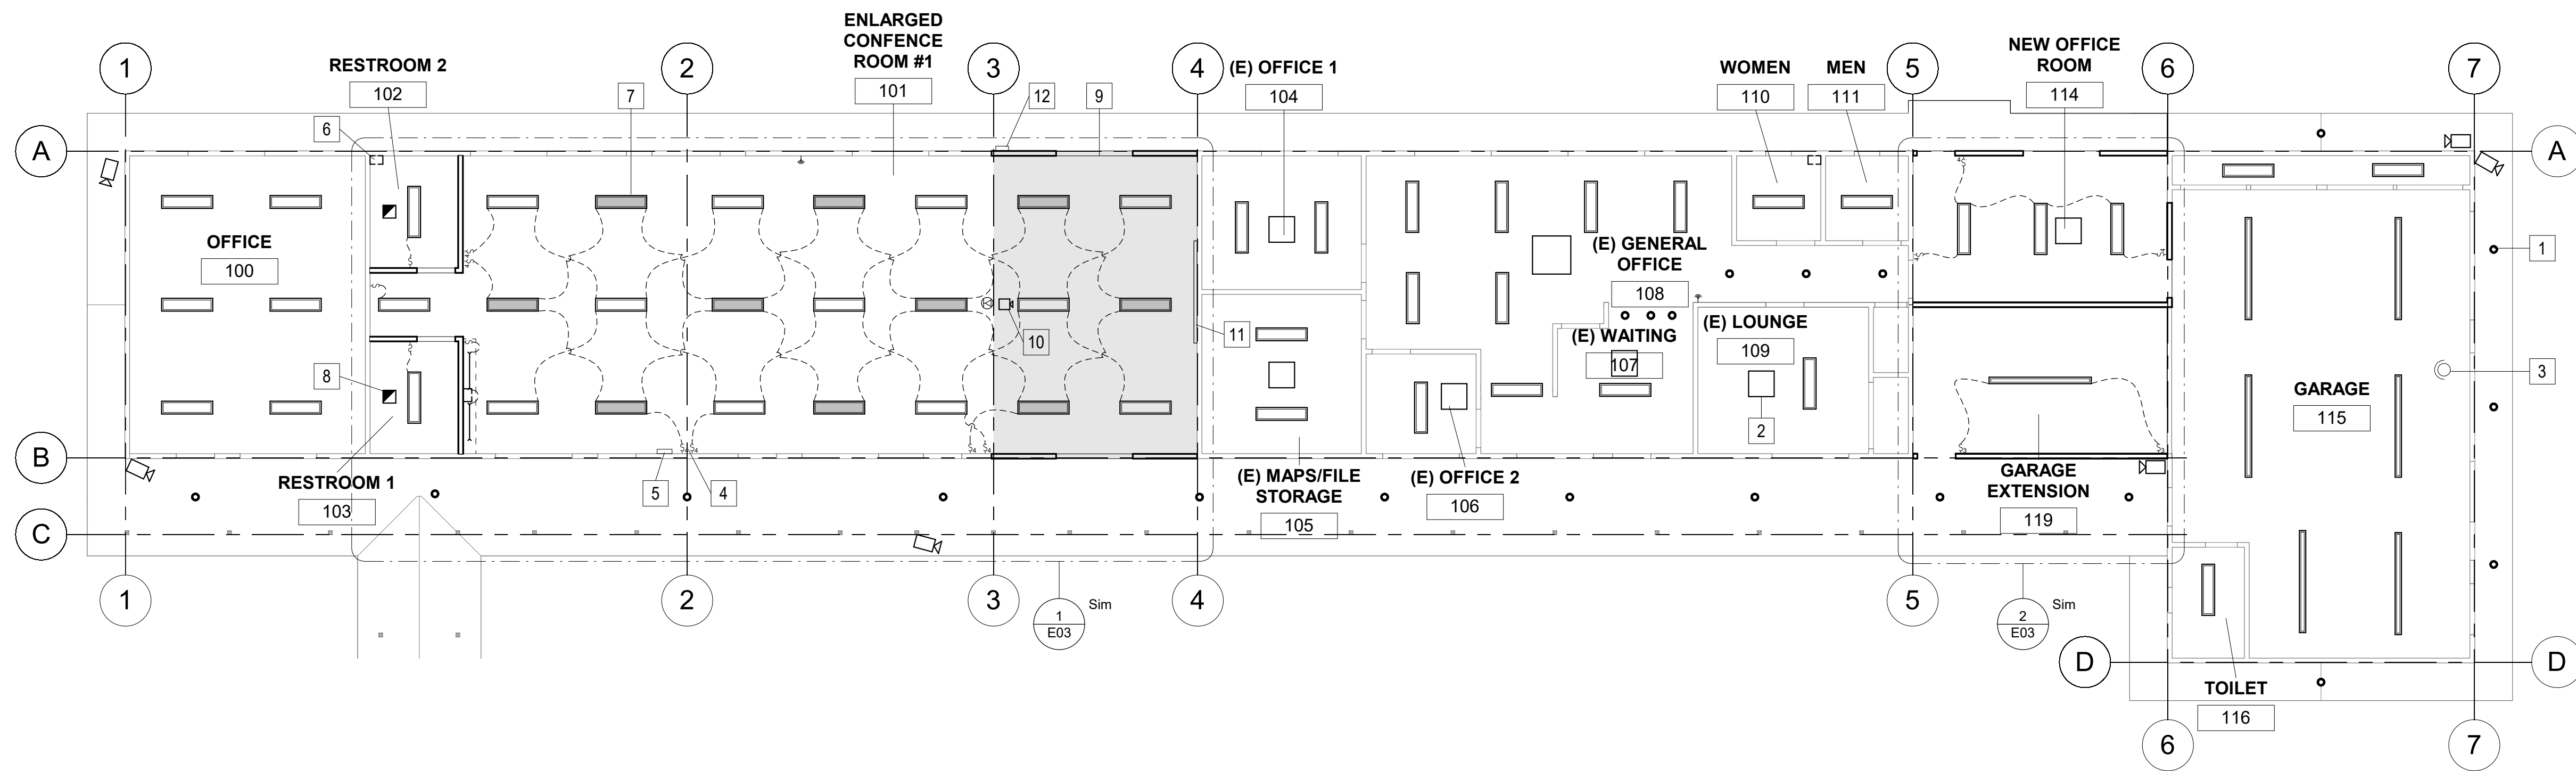 ENLARGED
CONFENCE
ROOM #1
101
RESTROOM 2
102
(E) OFFICE 1
104
WOMEN
110
MEN
111
NEW OFFICE
ROOM
114
1
2
3
4
5
6
7
7
12
9
6
A
A
OFFICE
100
(E) GENERAL
OFFICE
108
1
(E) WAITING
107
(E) LOUNGE
109
10
11
3
8
2
GARAGE
115
B
RESTROOM 1
103
5
4
(E) MAPS/FILE
STORAGE
105
(E) OFFICE 2
106
GARAGE
EXTENSION
119
C
1
2
3
4
5
1
E03
Sim
2
E03
Sim
D
D
TOILET
116
6
7